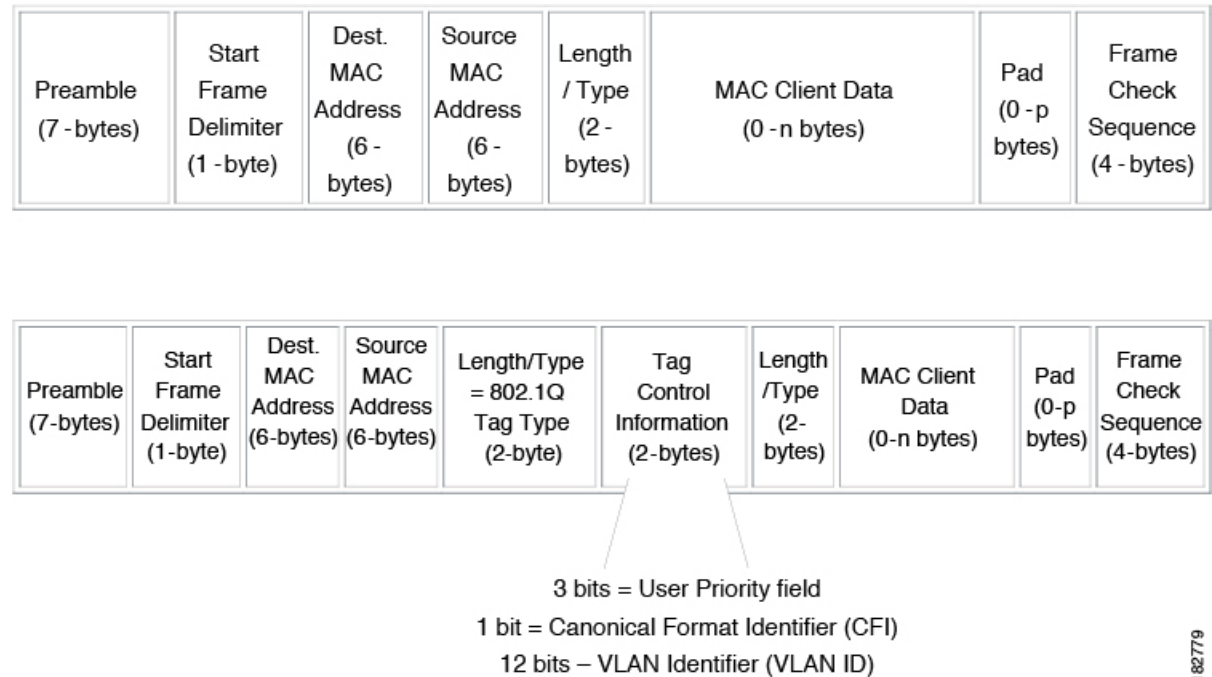 Preamble
(7 -bytes)
Start
Frame
Delimiter
(1 -byte)
Dest.
MAC
Address
(6 -
bytes)
Source
MAC
Address
(6 -
bytes)
Length
/ Type
(2 -
bytes)
MAC Client Data
(0 -n bytes)
Pad
(0 -p
bytes)
Frame
Check
Sequence
(4 -bytes)
Preamble
(7-bytes)
Start
Frame
Delimiter
(1-byte)
Dest.
MAC
Address
(6-bytes)
Source
MAC
Address
(6-bytes)
Length/Type
= 802.1Q
Tag Type
(2-byte)
Tag
Control
Information
(2-bytes)
Length
/Type
(2-
bytes)
MAC Client
Data
(0-n bytes)
Pad
(0-p
bytes)
Frame
Check
Sequence
(4-bytes)
3 bits = User Priority field
1 bit = Canonical Format Identifier (CFI)
12 bits – VLAN Identifier (VLAN ID)
182779